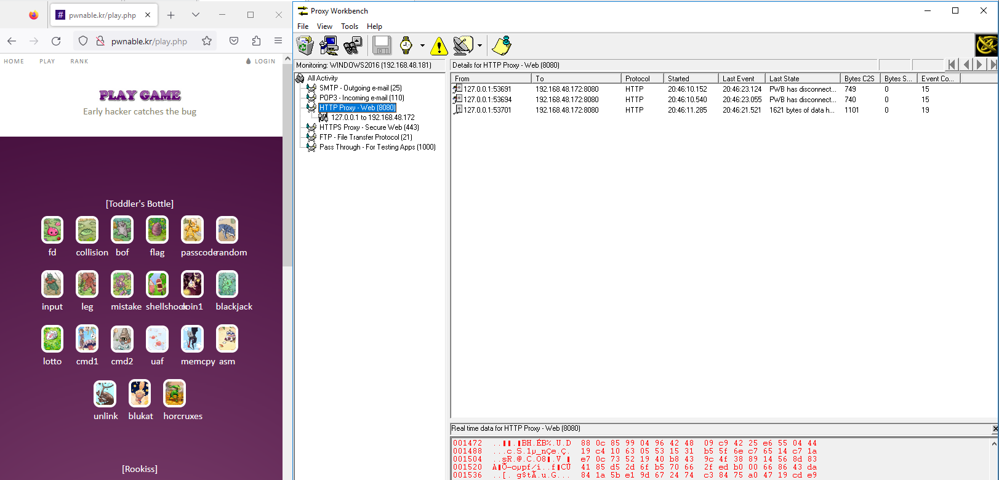 pwnable.kr/play.php
pwnable.kr/play.php
HOME PLAY RANK LOGIN
PLAY GAME
Early hacker catches the bug
[Toddler's Bottle]
fd collision bof flag passcode random
input leg mistake shellshock coin1 blackjack
lotto cmd1 cmd2 uaf memcpy asm
unlink blukat horcruxes
[Rookiss]
Proxy Workbench
File View Tools Help
Monitoring: WINDOWS2016 (192.168.48.181)
All Activity
SMTP - Outgoing e-mail (25)
POP3 - Incoming e-mail (110)
HTTP Proxy - Web (8080)
127.0.0.1 to 192.168.48.172
HTTPS Proxy - Secure Web (443)
FTP - File Transfer Protocol (21)
Pass Through - For Testing Apps (1000)
Details for HTTP Proxy - Web (8080)
From To Protocol Started Last Event Last State Bytes C2S Bytes S... Event Co...
127.0.0.1:53691 192.168.48.172:8080 HTTP 20:46:10.152 20:46:23.124 PWB has disconnect... 749 0 15
127.0.0.1:53694 192.168.48.172:8080 HTTP 20:46:10.540 20:46:23.055 PWB has disconnect... 740 0 15
127.0.0.1:53701 192.168.48.172:8080 HTTP 20:46:11.285 20:46:21.521 1621 bytes of data h... 1101 0 19
Real time data for HTTP Proxy - Web (8080)
001472 ..▮▮.▮BH.ÉB%.U.D 88 0c 85 99 04 96 42 48 09 c9 42 25 e6 55 04 44
001488 ...c.S.1µ_nÇe.Ç. 19 c4 10 63 05 53 15 31 b5 5f 6e c7 65 14 c7 1a
001504 ..sR.@.C.O8▮.V.▮ e7 0c 73 52 19 40 b8 43 9c 4f 38 89 14 56 8d 83
001520 41 85 d5 2d 6f b5 70 66 2f ed b0 00 66 86 43 da
001536 84 1a 5b e1 9d 67 24 74 c3 84 75 a0 47 19 cd e9